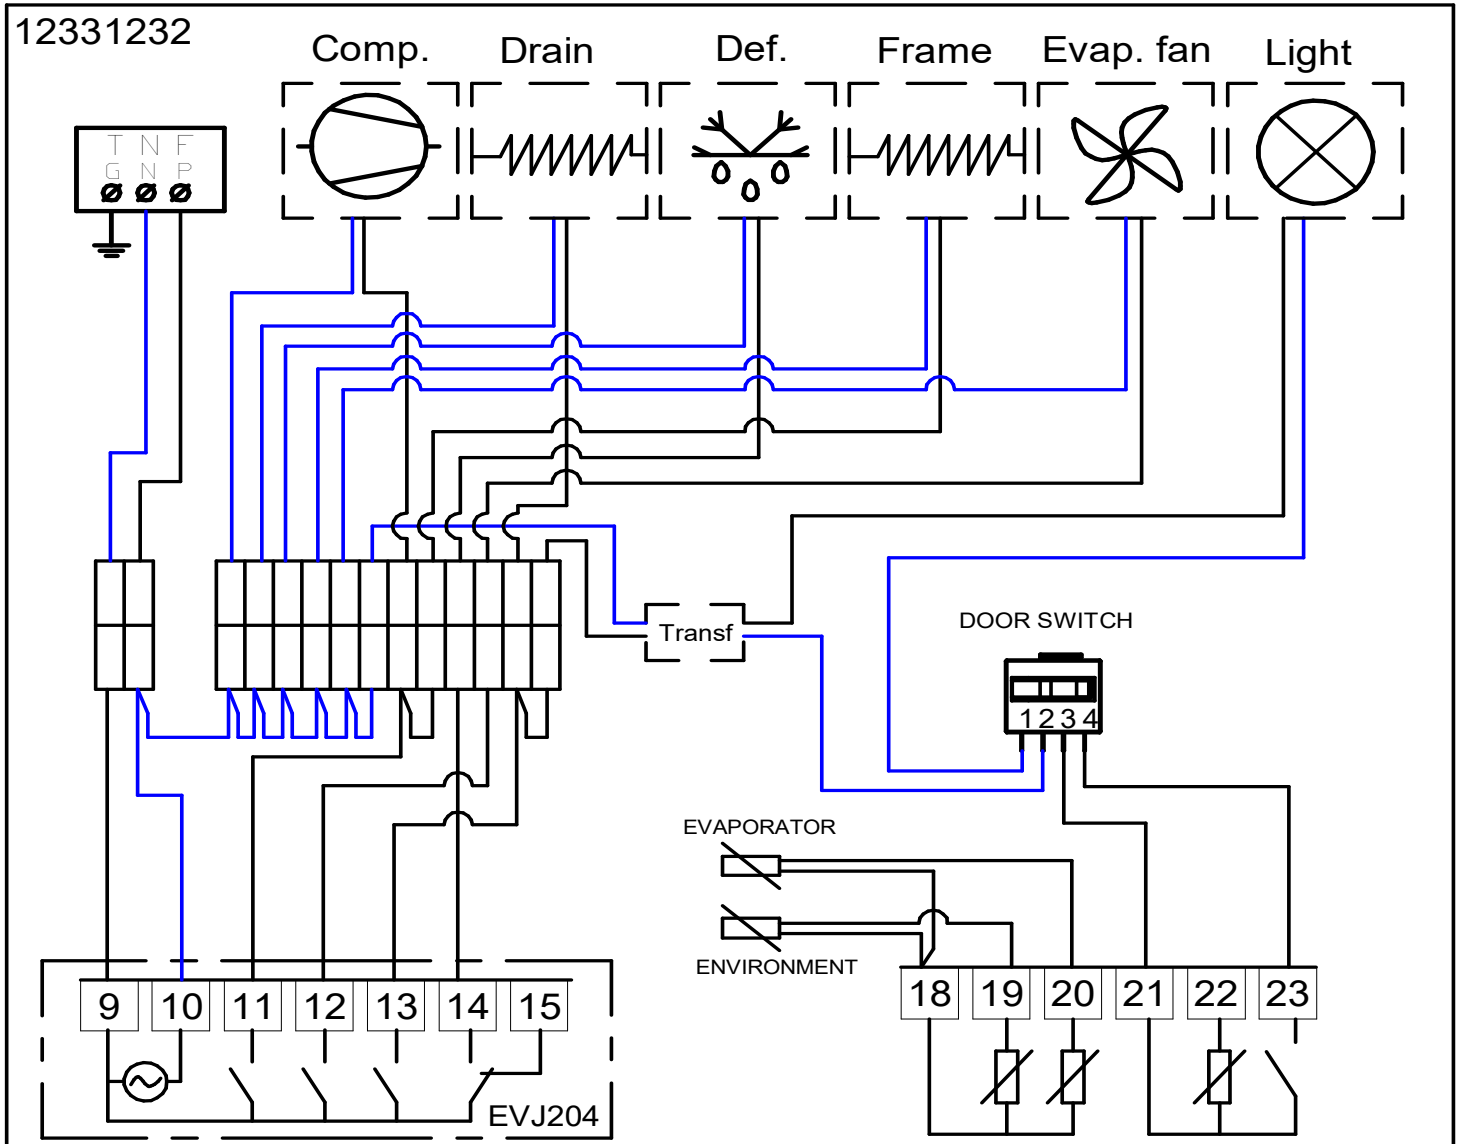 12331232
Comp. Drain Def. Frame Evap. fan Light
T N F
G N P
Transf
DOOR SWITCH
1 2 3 4
EVAPORATOR
ENVIRONMENT
9 10 11 12 13 14 15
18 19 20 21 22 23
EVJ204